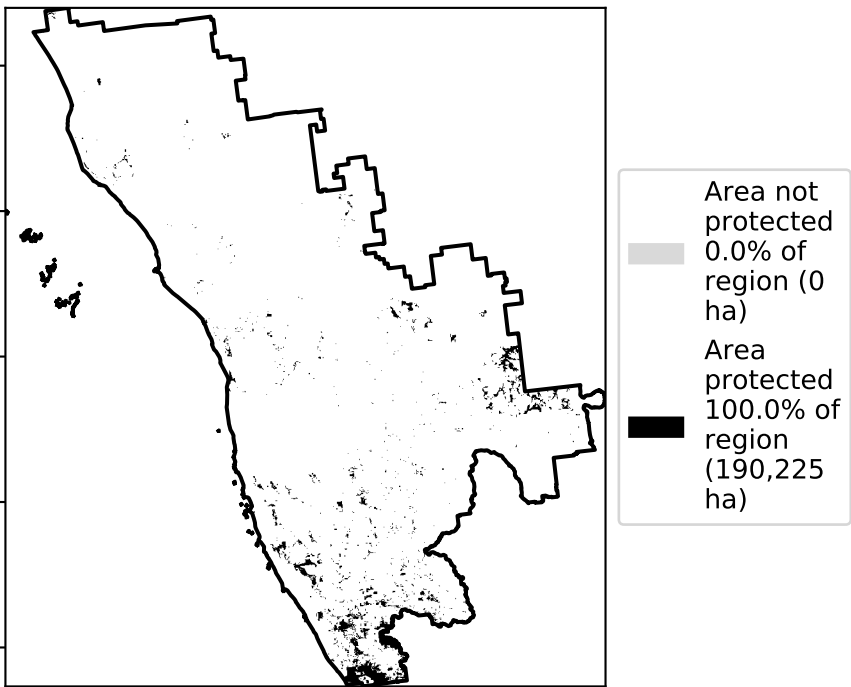 Area not
protected
0.0% of
region (0
ha)
Area
protected
100.0% of
region
(190,225
ha)